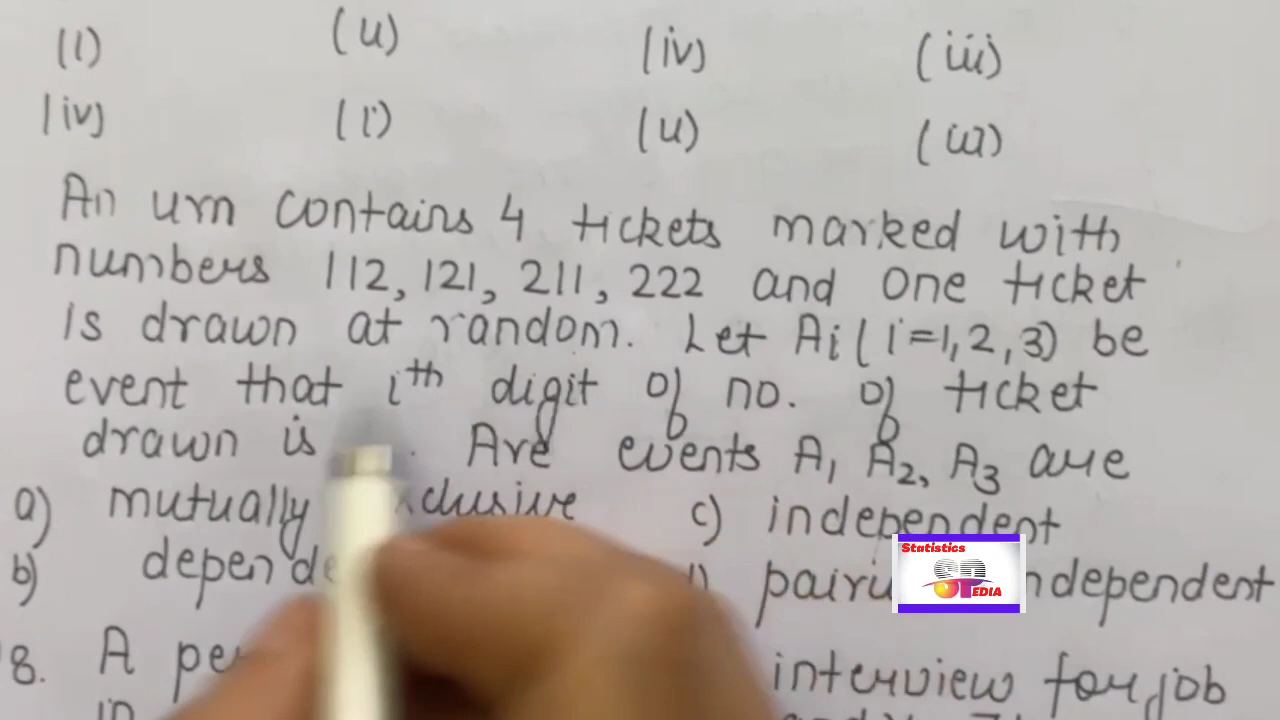 (i) (ii) (iv) (iii)
(iv) (i) (ii) (iii)
An urn contains 4 tickets marked with
numbers 112, 121, 211, 222 and one ticket
is drawn at random. Let Ai (i=1,2,3) be
event that ith digit of no. of ticket
drawn is . Are events A1 A2, A3 are
a) mutually c) independent
b) independent
8. A interview for job
in
Statistics
EDIA